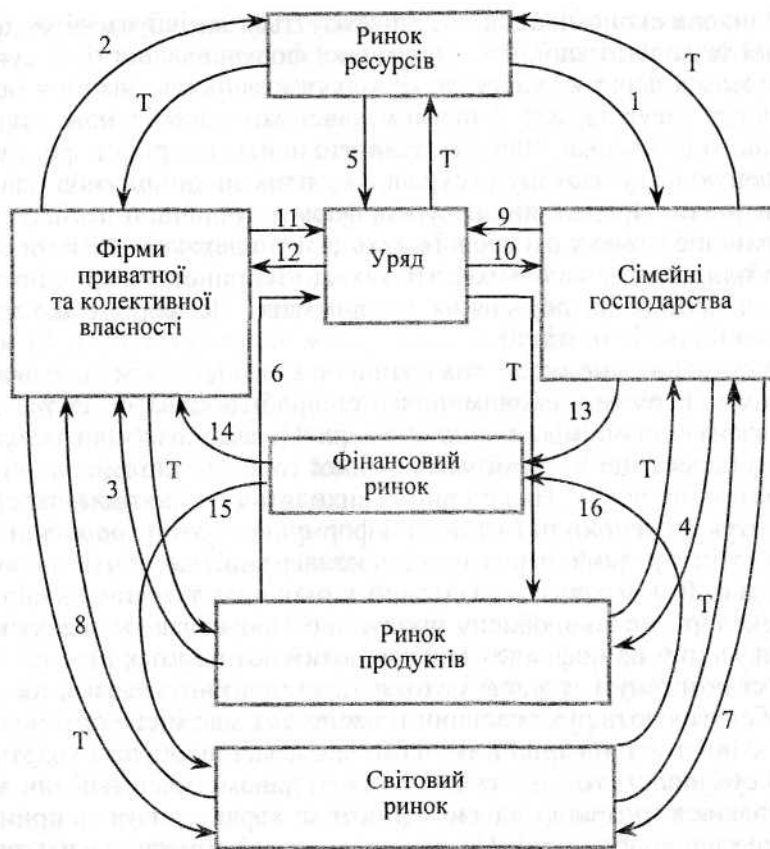 Ринок
ресурсів
2
Т
Т
1
5
Т
Фірми
приватної
та колективної
власності
11
12
Уряд
9
10
Сімейні
господарства
6
Т
14
13
Фінансовий
ринок
Т
3
15
Т
16
4
Ринок
продуктів
8
Т
Т
7
Світовий
ринок